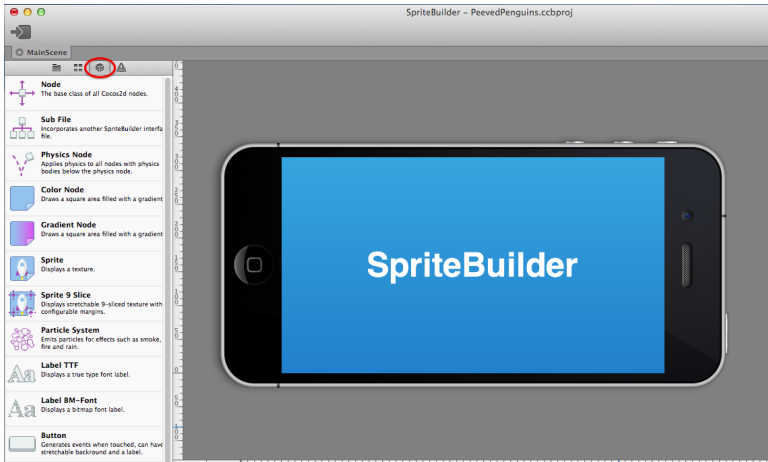 SpriteBuilder - PeevedPenguins.ccbproj
MainScene
Node
The base class of all Cocos2d nodes.
Sub File
Incorporates another SpriteBuilder interfa
file.
Physics Node
Applies physics to all nodes with physics
bodies below the physics node.
Color Node
Draws a square area filled with a gradient
Gradient Node
Draws a square area filled with a gradient
Sprite
Displays a texture.
Sprite 9 Slice
Displays stretchable 9-sliced texture with
configurable margins.
Particle System
Emits particles for effects such as smoke,
fire and rain.
Aa
Label TTF
Displays a true type font label.
Aa
Label BM-Font
Displays a bitmap font label.
Button
Generates events when touched, can have
stretchable backround and a label.
SpriteBuilder